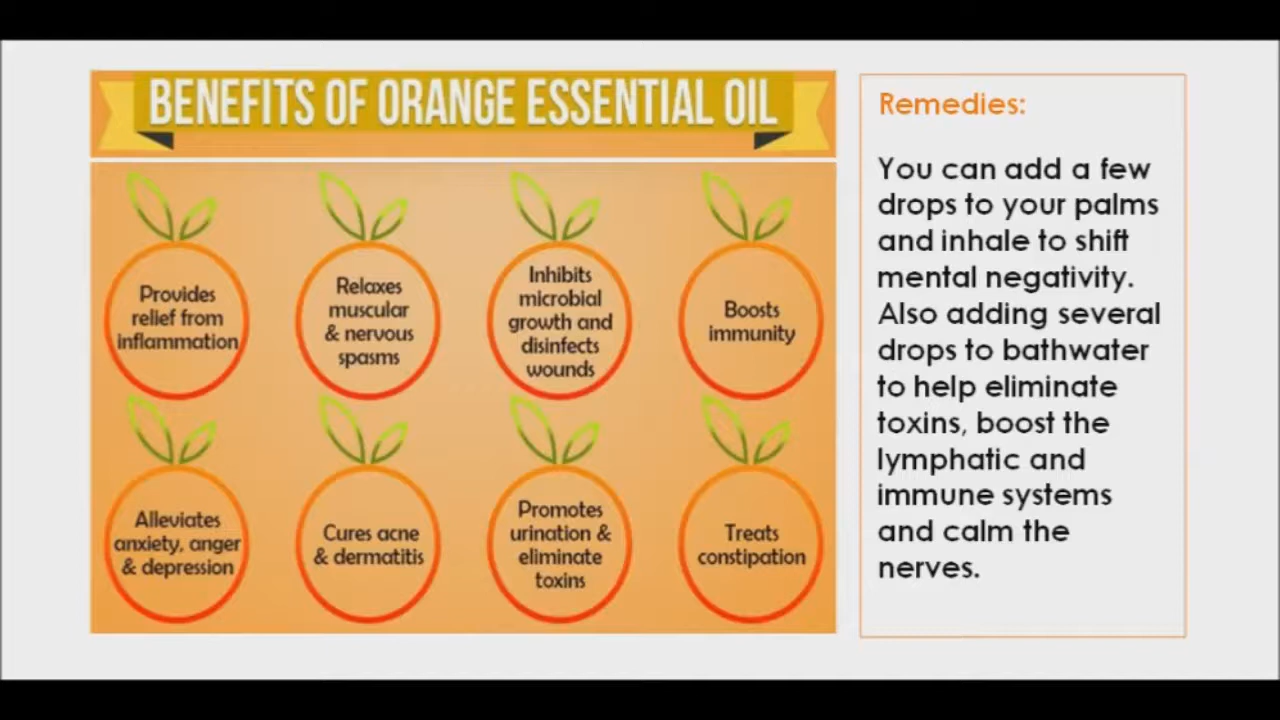 BENEFITS OF ORANGE ESSENTIAL OIL
Provides
relief from
inflammation
Relaxes
muscular
& nervous
spasms
Inhibits
microbial
growth and
disinfects
wounds
Boosts
immunity
Alleviates
anxiety, anger
& depression
Cures acne
& dermatitis
Promotes
urination &
eliminate
toxins
Treats
constipation
Remedies:
You can add a few
drops to your palms
and inhale to shift
mental negativity.
Also adding several
drops to bathwater
to help eliminate
toxins, boost the
lymphatic and
immune systems
and calm the
nerves.